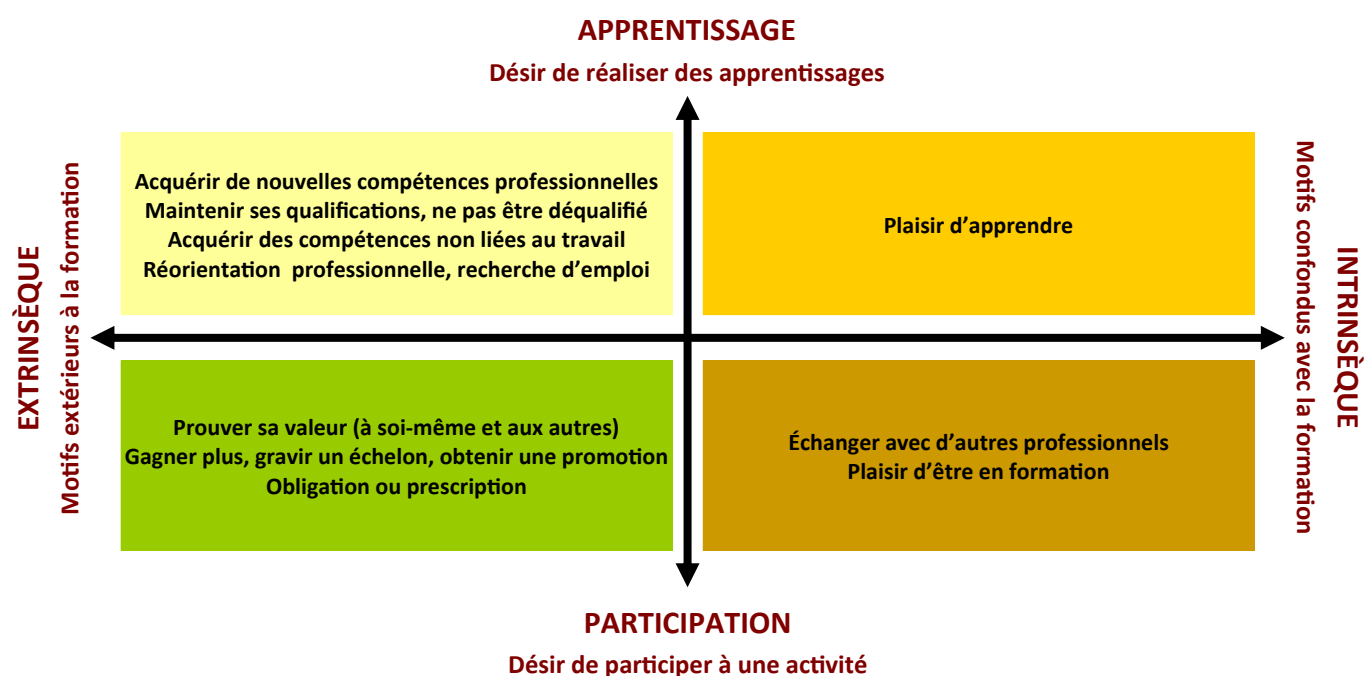 APPRENTISSAGE
Désir de réaliser des apprentissages
EXTRINSÈQUE
Motifs extérieurs à la formation
Acquérir de nouvelles compétences professionnelles
Maintenir ses qualifications, ne pas être déqualifié
Acquérir des compétences non liées au travail
Réorientation professionnelle, recherche d'emploi
Plaisir d'apprendre
Motifs confondus avec la formation
INTRINSÈQUE
Prouver sa valeur (à soi-même et aux autres)
Gagner plus, gravir un échelon, obtenir une promotion
Obligation ou prescription
Échanger avec d'autres professionnels
Plaisir d'être en formation
PARTICIPATION
Désir de participer à une activité